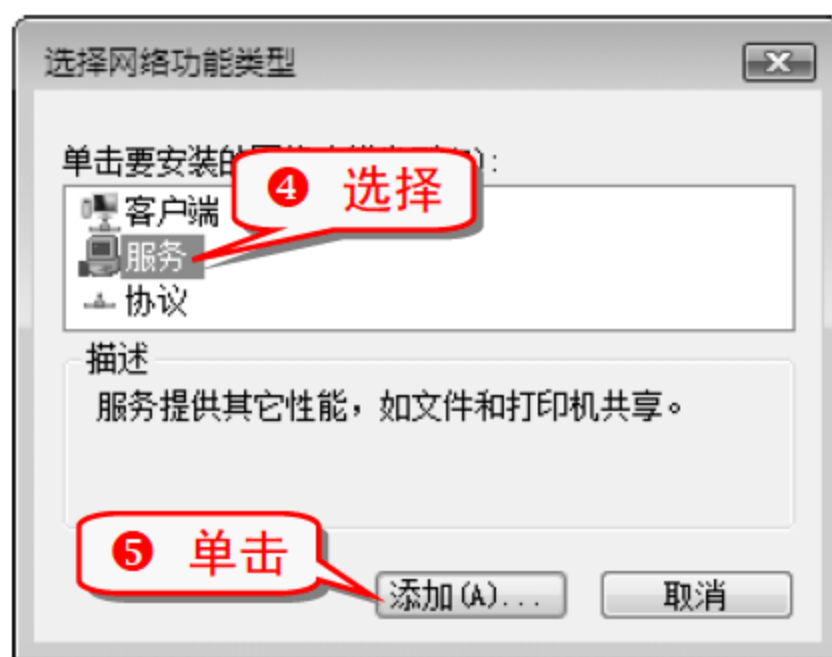 选择网络功能类型
单击要安装的
):
❹ 选择
客户端
服务
协议
描述
服务提供其它性能，如文件和打印机共享。
❺ 单击
添加(A)...
取消